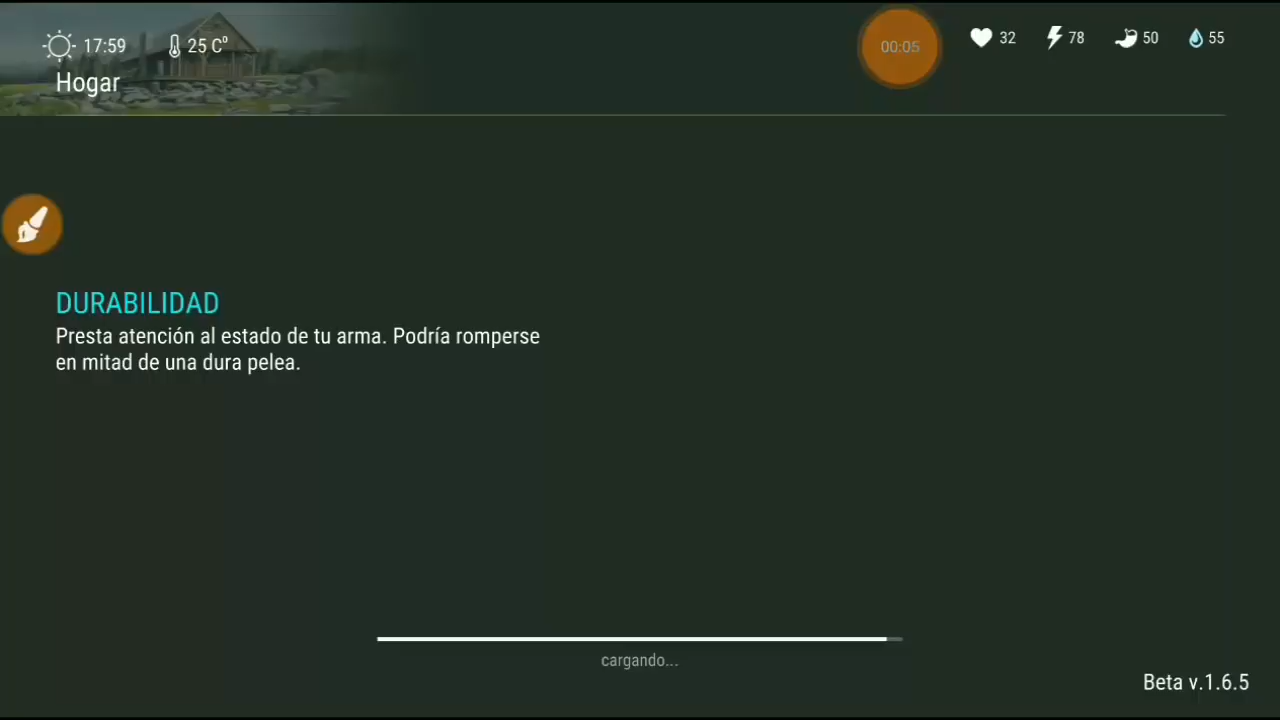 17:59 25 C⁰
Hogar
00:05
32 78 50 55
DURABILIDAD
Presta atención al estado de tu arma. Podría romperse
en mitad de una dura pelea.
cargando...
Beta v.1.6.5